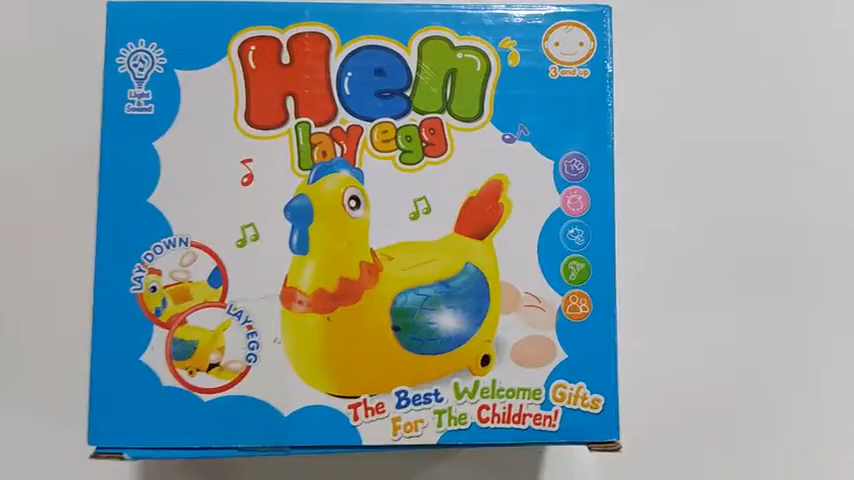 Hen
lay egg
Light
&
Sound
3 and up
LAY DOWN
LAY EGG
The Best Welcome Gifts
For The Children!